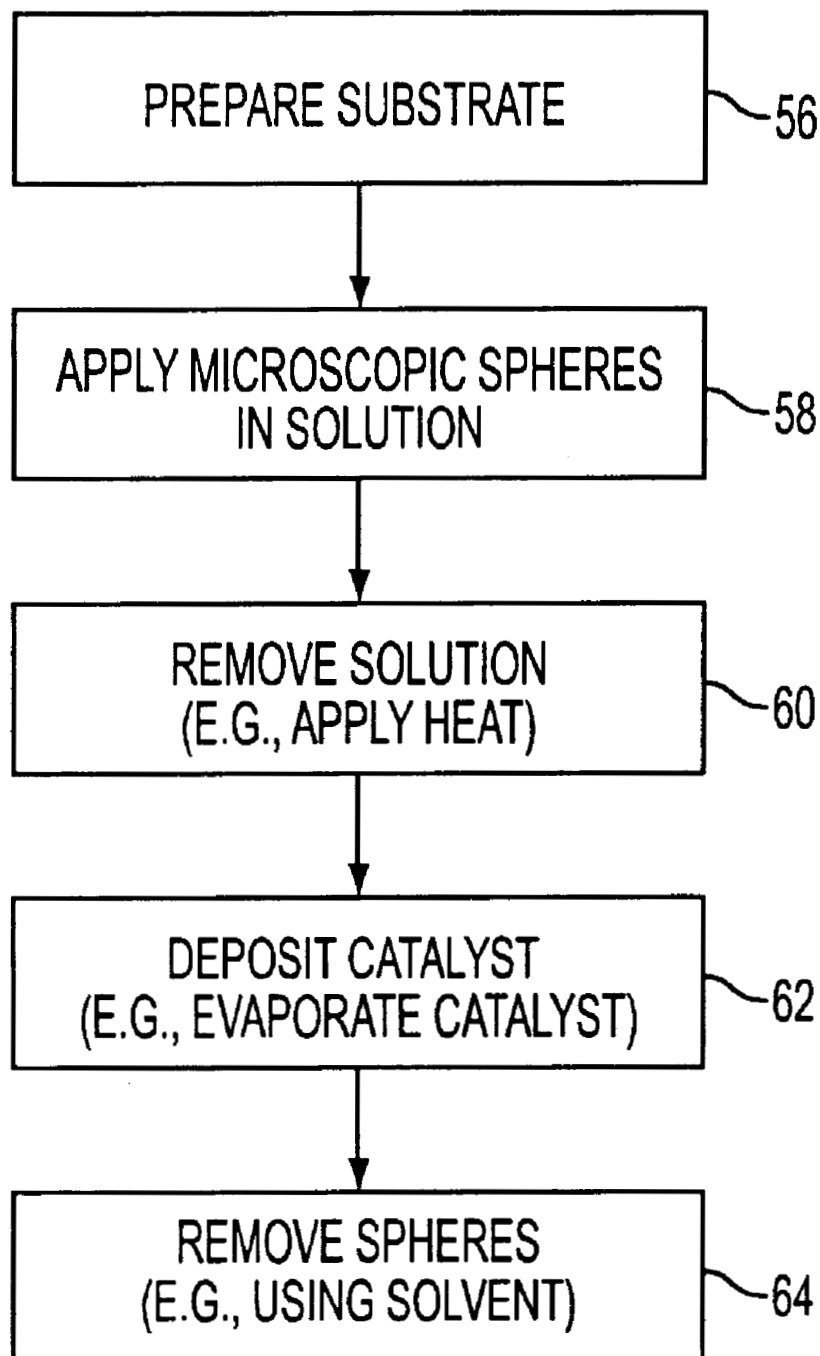 PREPARE SUBSTRATE
56
APPLY MICROSCOPIC SPHERES
IN SOLUTION
58
REMOVE SOLUTION
(E.G., APPLY HEAT)
60
DEPOSIT CATALYST
(E.G., EVAPORATE CATALYST)
62
REMOVE SPHERES
(E.G., USING SOLVENT)
64